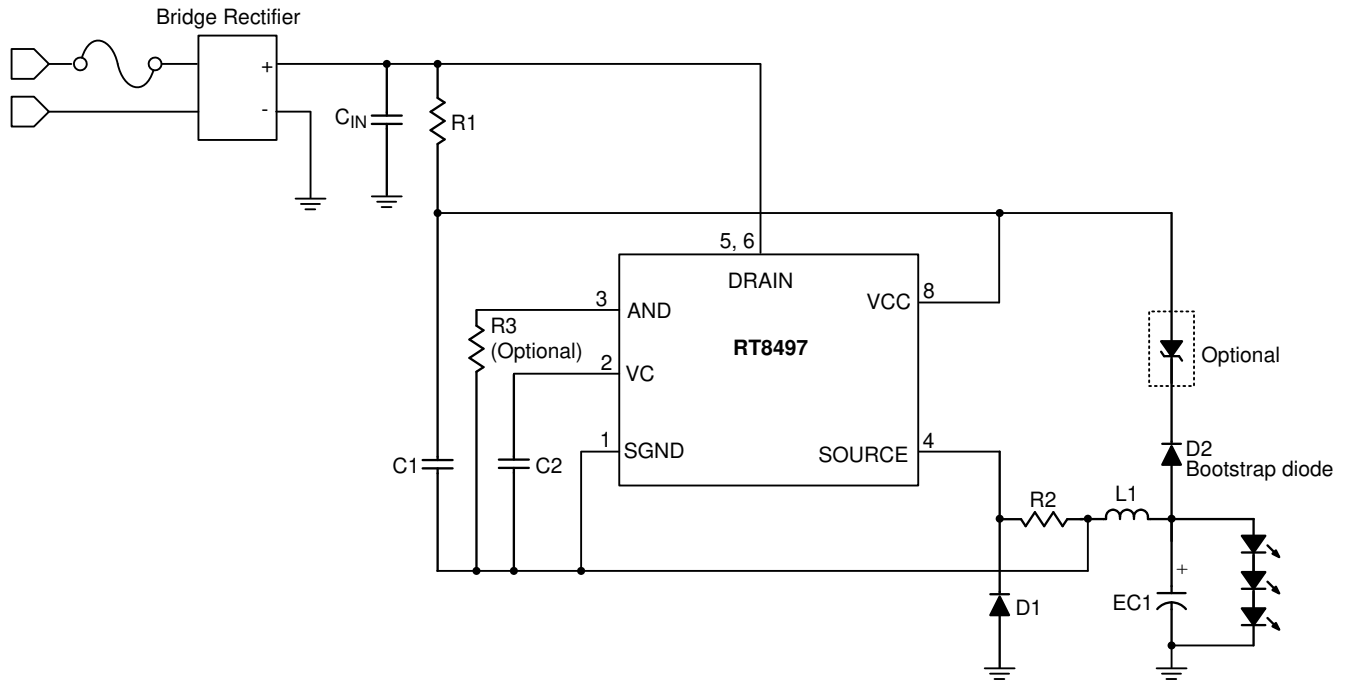 Bridge Rectifier
+
-
CIN
R1
5, 6
DRAIN
3
AND
VCC
8
R3
(Optional)
RT8497
2
VC
Optional
1
SGND
SOURCE
4
C1
C2
D2
Bootstrap diode
R2
L1
+
EC1
D1